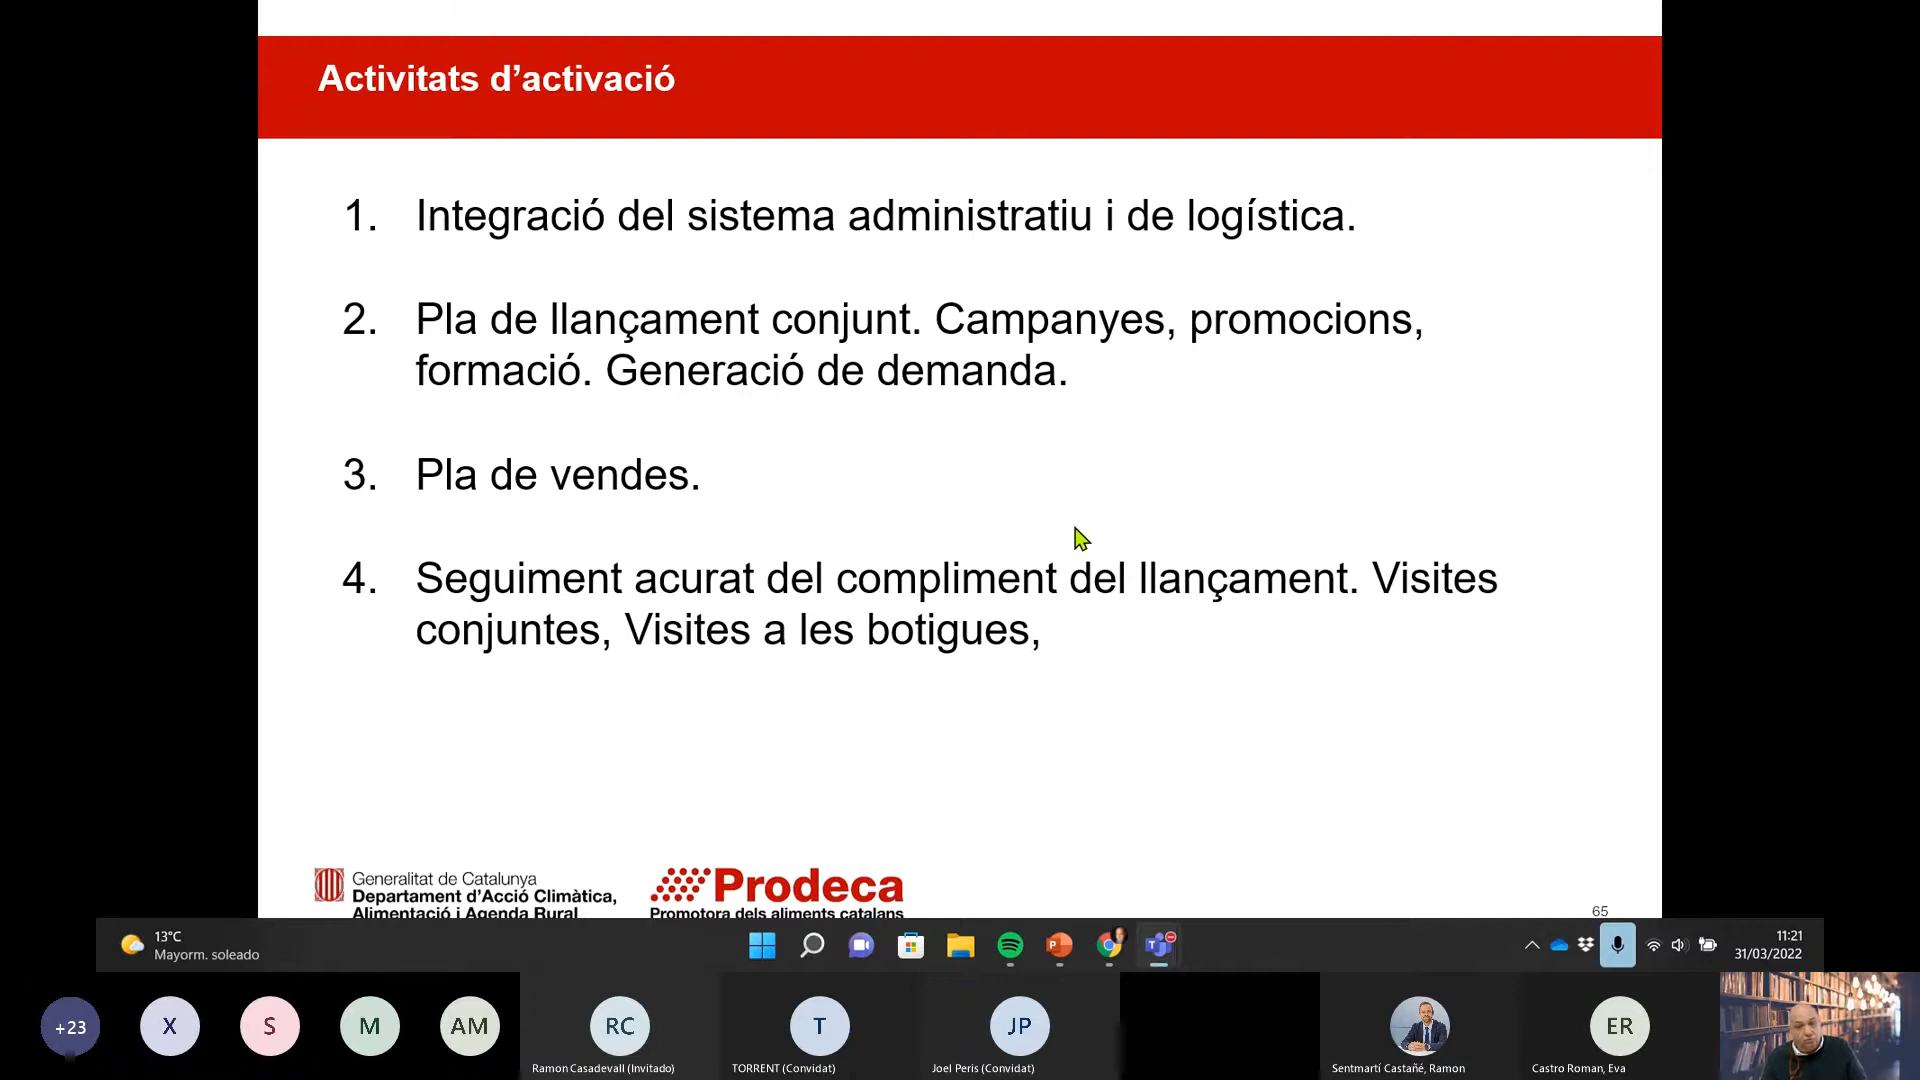 Activitats d’activació
1. Integració del sistema administratiu i de logística.
2. Pla de llançament conjunt. Campanyes, promocions,
formació. Generació de demanda.
3. Pla de vendes.
4. Seguiment acurat del compliment del llançament. Visites
conjuntes, Visites a les botigues,
Generalitat de Catalunya
Departament d’Acció Climàtica,
Alimentació i Agenda Rural
Prodeca
Promotora dels aliments catalans
65
13°C
Mayorm. soleado
11:21
31/03/2022
+23
X
S
M
AM
RC
T
JP
ER
Ramon Casadevall (Invitado)
TORRENT (Convidat)
Joel Peris (Convidat)
Sentmartí Castañé, Ramon
Castro Roman, Eva